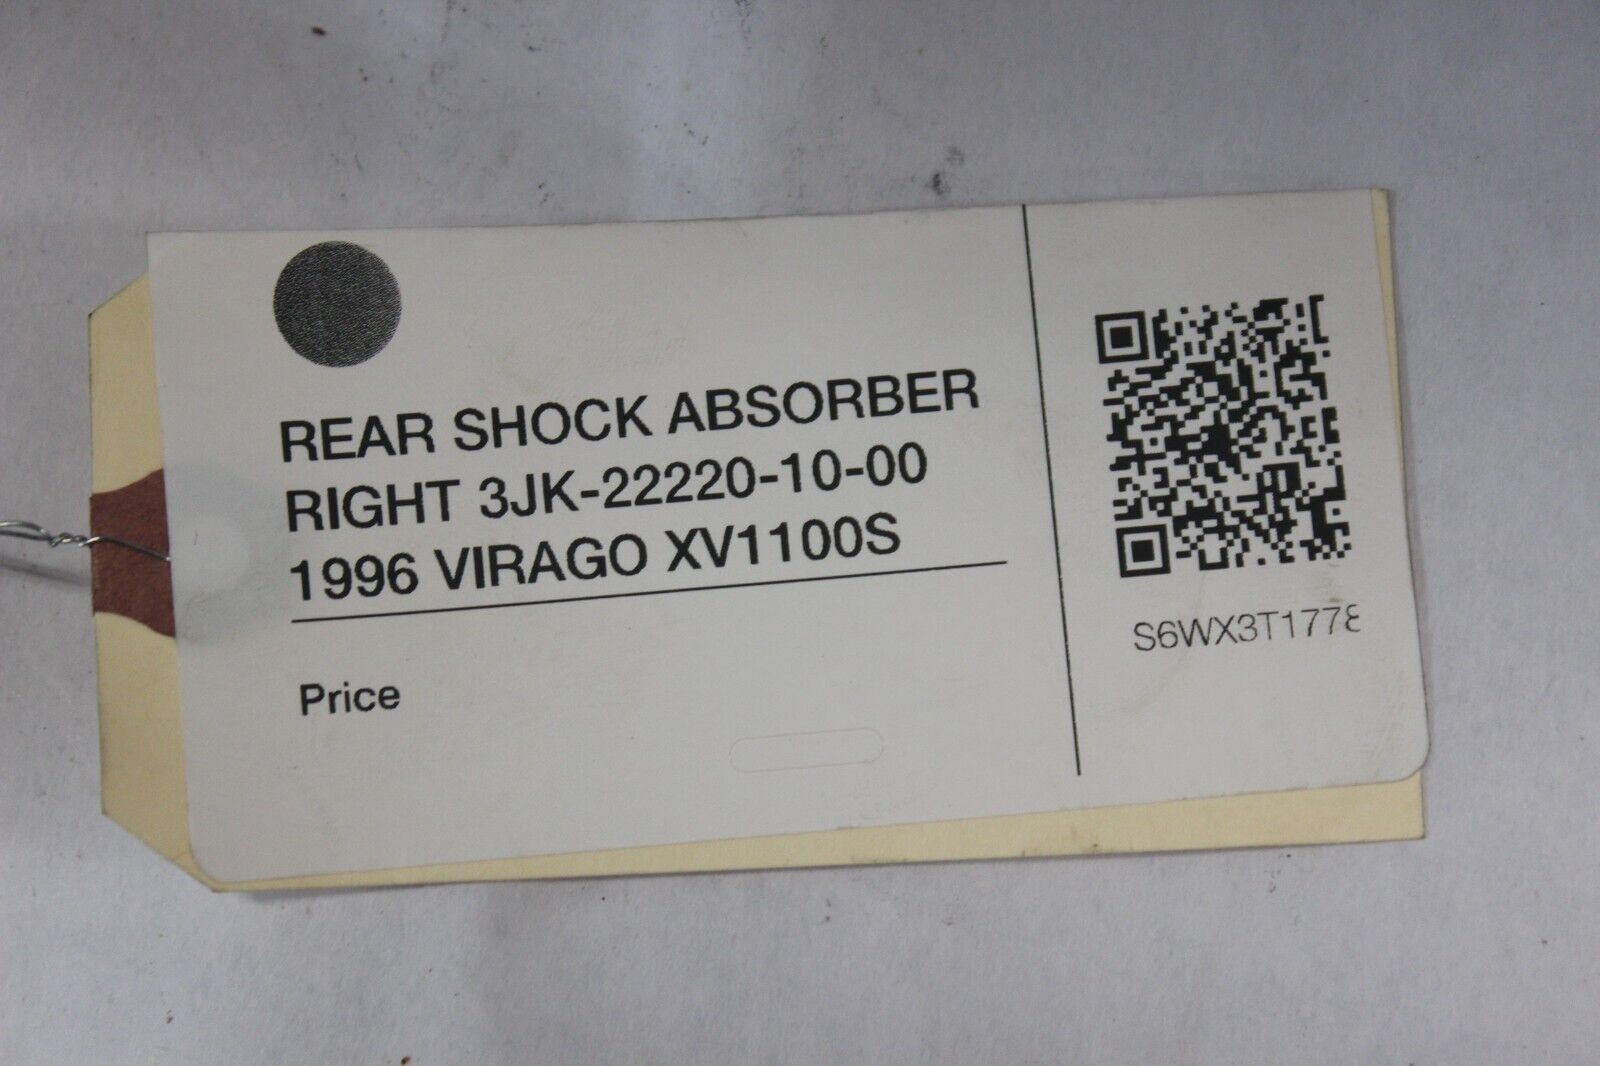 REAR SHOCK ABSORBER
RIGHT 3JK-22220-10-00
1996 VIRAGO XV1100S
Price
S6WX3T1778